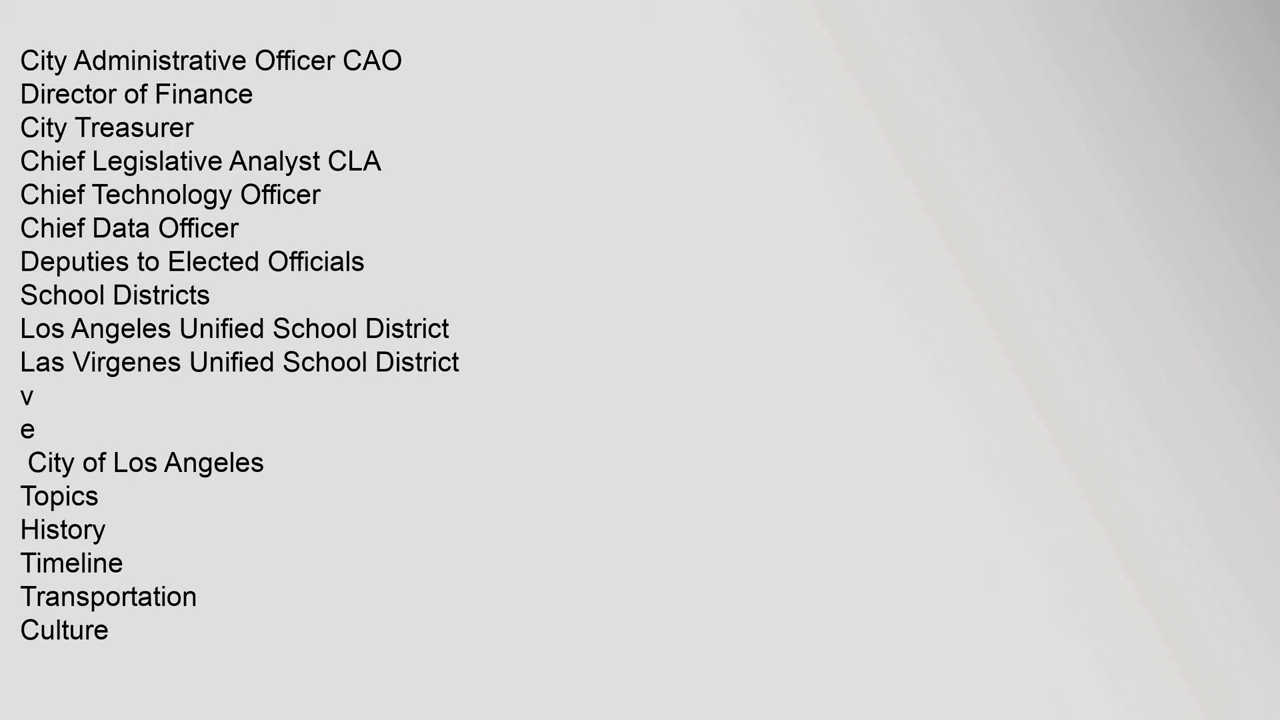 City Administrative Officer CAO
Director of Finance
City Treasurer
Chief Legislative Analyst CLA
Chief Technology Officer
Chief Data Officer
Deputies to Elected Officials
School Districts
Los Angeles Unified School District
Las Virgenes Unified School District
v
e
City of Los Angeles
Topics
History
Timeline
Transportation
Culture